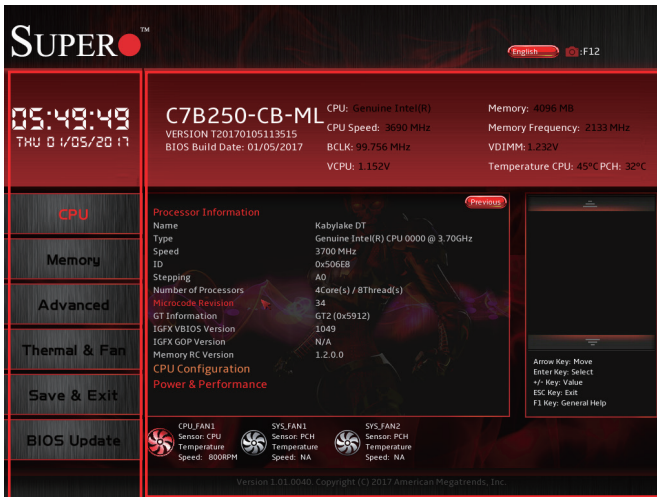 SUPER
TM
English
:F12
05:49:49
THU 01/05/2017
C7B250-CB-ML
VERSION T20170105113515
BIOS Build Date: 01/05/2017
CPU: Genuine Intel(R)
CPU Speed: 3690 MHz
BCLK: 99.756 MHz
VCPU: 1.152V
Memory: 4096 MB
Memory Frequency: 2133 MHz
VDIMM: 1.232V
Temperature CPU: 45°C PCH: 32°C
CPU
Memory
Advanced
Thermal & Fan
Save & Exit
BIOS Update
Previous
Processor Information
Name Kabylake DT
Type Genuine Intel(R) CPU 0000 @ 3.70GHz
Speed 3700 MHz
ID 0x506E8
Stepping A0
Number of Processors 4Core(s) / 8Thread(s)
Microcode Revision 34
GT Information GT2 (0x5912)
IGFX VBIOS Version 1049
IGFX GOP Version N/A
Memory RC Version 1.2.0.0
CPU Configuration
Power & Performance
Arrow Key: Move
Enter Key: Select
+/- Key: Value
ESC Key: Exit
F1 Key: General Help
CPU_FAN1
Sensor: CPU
Temperature
Speed: 800RPM
SYS_FAN1
Sensor: PCH
Temperature
Speed: NA
SYS_FAN2
Sensor: PCH
Temperature
Speed: NA
Version 1.01.0040. Copyright (C) 2017 American Megatrends, Inc.